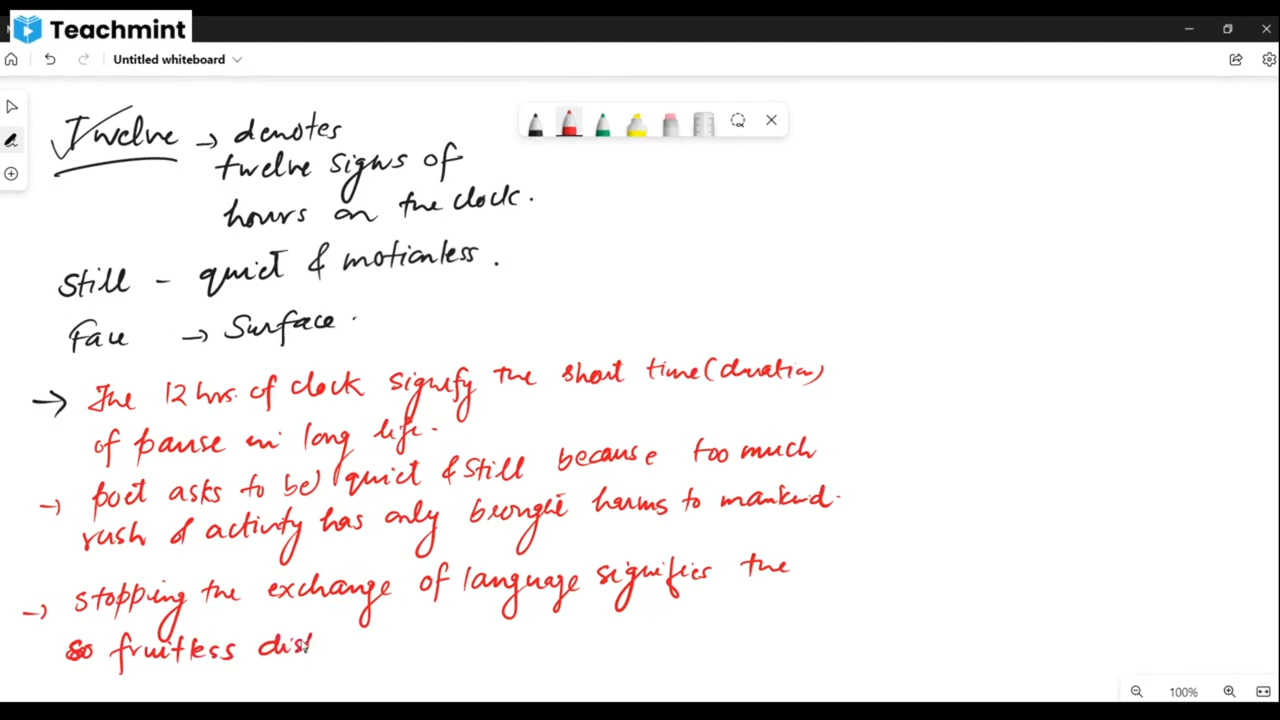 Teachmint
Untitled whiteboard
Twelve → denotes
twelve signs of
hours on the clock.
Still - quiet & motionless.
Face → Surface.
→ The 12 hrs. of clock signify the short time (duration)
of pause in long life.
→ poet asks to be quiet & still because too much
rush & activity has only brought harms to mankind.
→ stopping the exchange of language signifies the
fruitless dis
100%